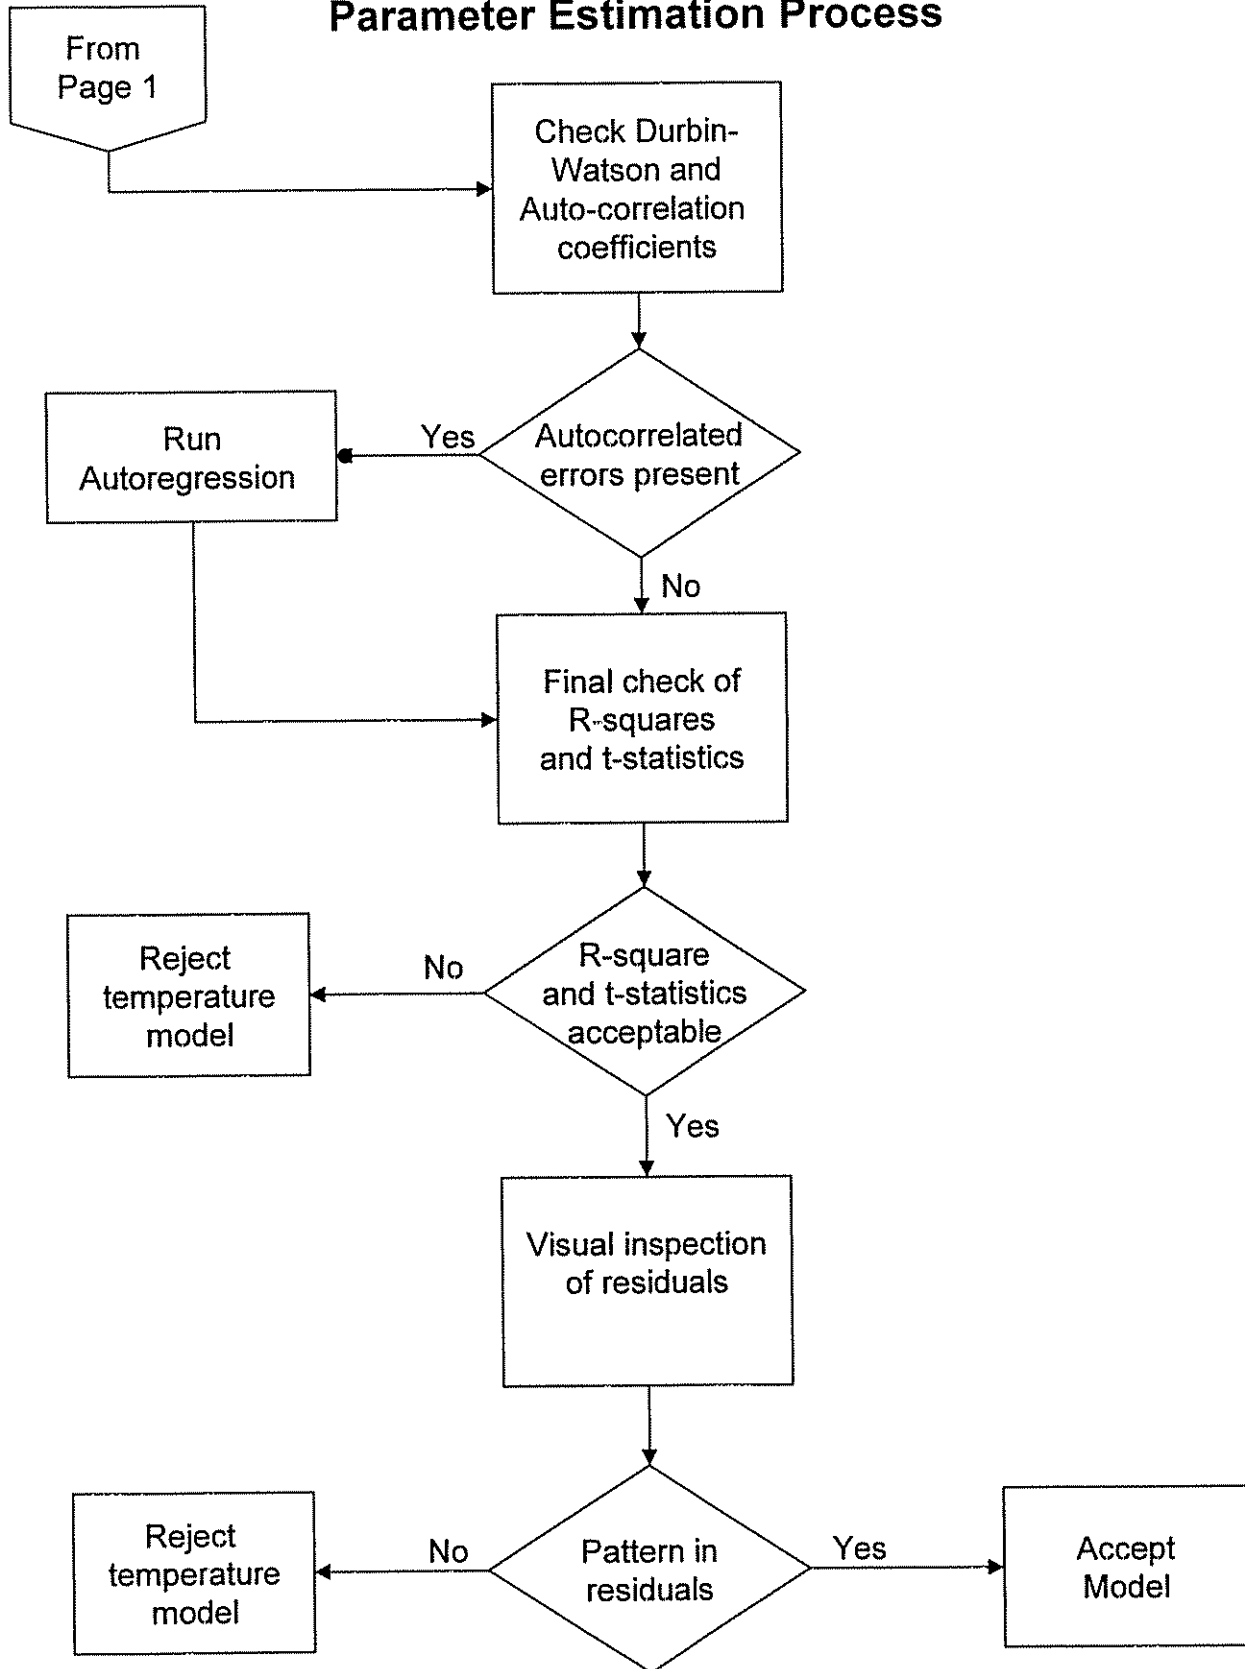 Parameter Estimation Process
From
Page 1
Check Durbin-
Watson and
Auto-correlation
coefficients
Autocorrelated
errors present
Yes
Run
Autoregression
No
Final check of
R-squares
and t-statistics
R-square
and t-statistics
acceptable
No
Reject
temperature
model
Yes
Visual inspection
of residuals
Pattern in
residuals
No
Reject
temperature
model
Yes
Accept
Model